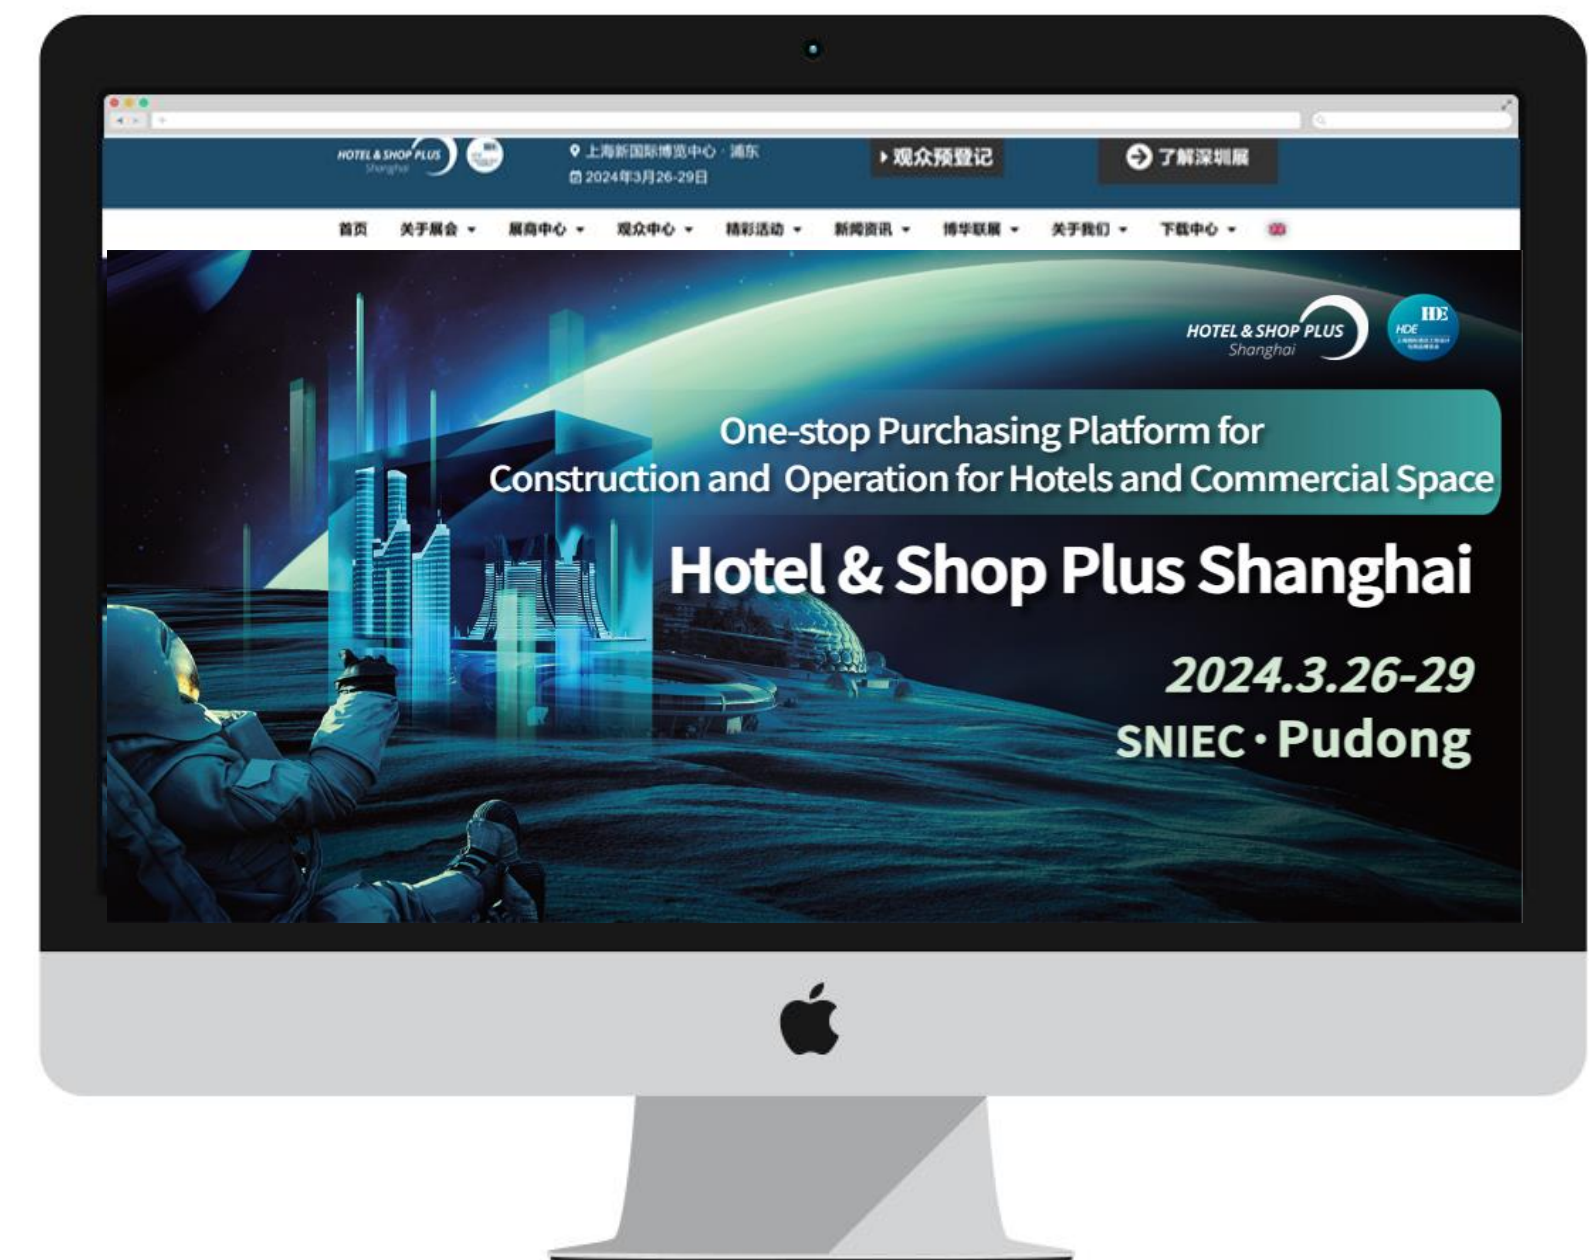 HOTEL & SHOP PLUS
Shanghai
上海新国际博览中心 · 浦东
2024年3月26-29日
观众预登记
了解深圳展
首页 关于展会 展商中心 观众中心 精彩活动 新闻资讯 博华联展 关于我们 下载中心
HOTEL & SHOP PLUS
Shanghai
HDE
HDE
One-stop Purchasing Platform for
Construction and Operation for Hotels and Commercial Space
Hotel & Shop Plus Shanghai
2024.3.26-29
SNIEC · Pudong